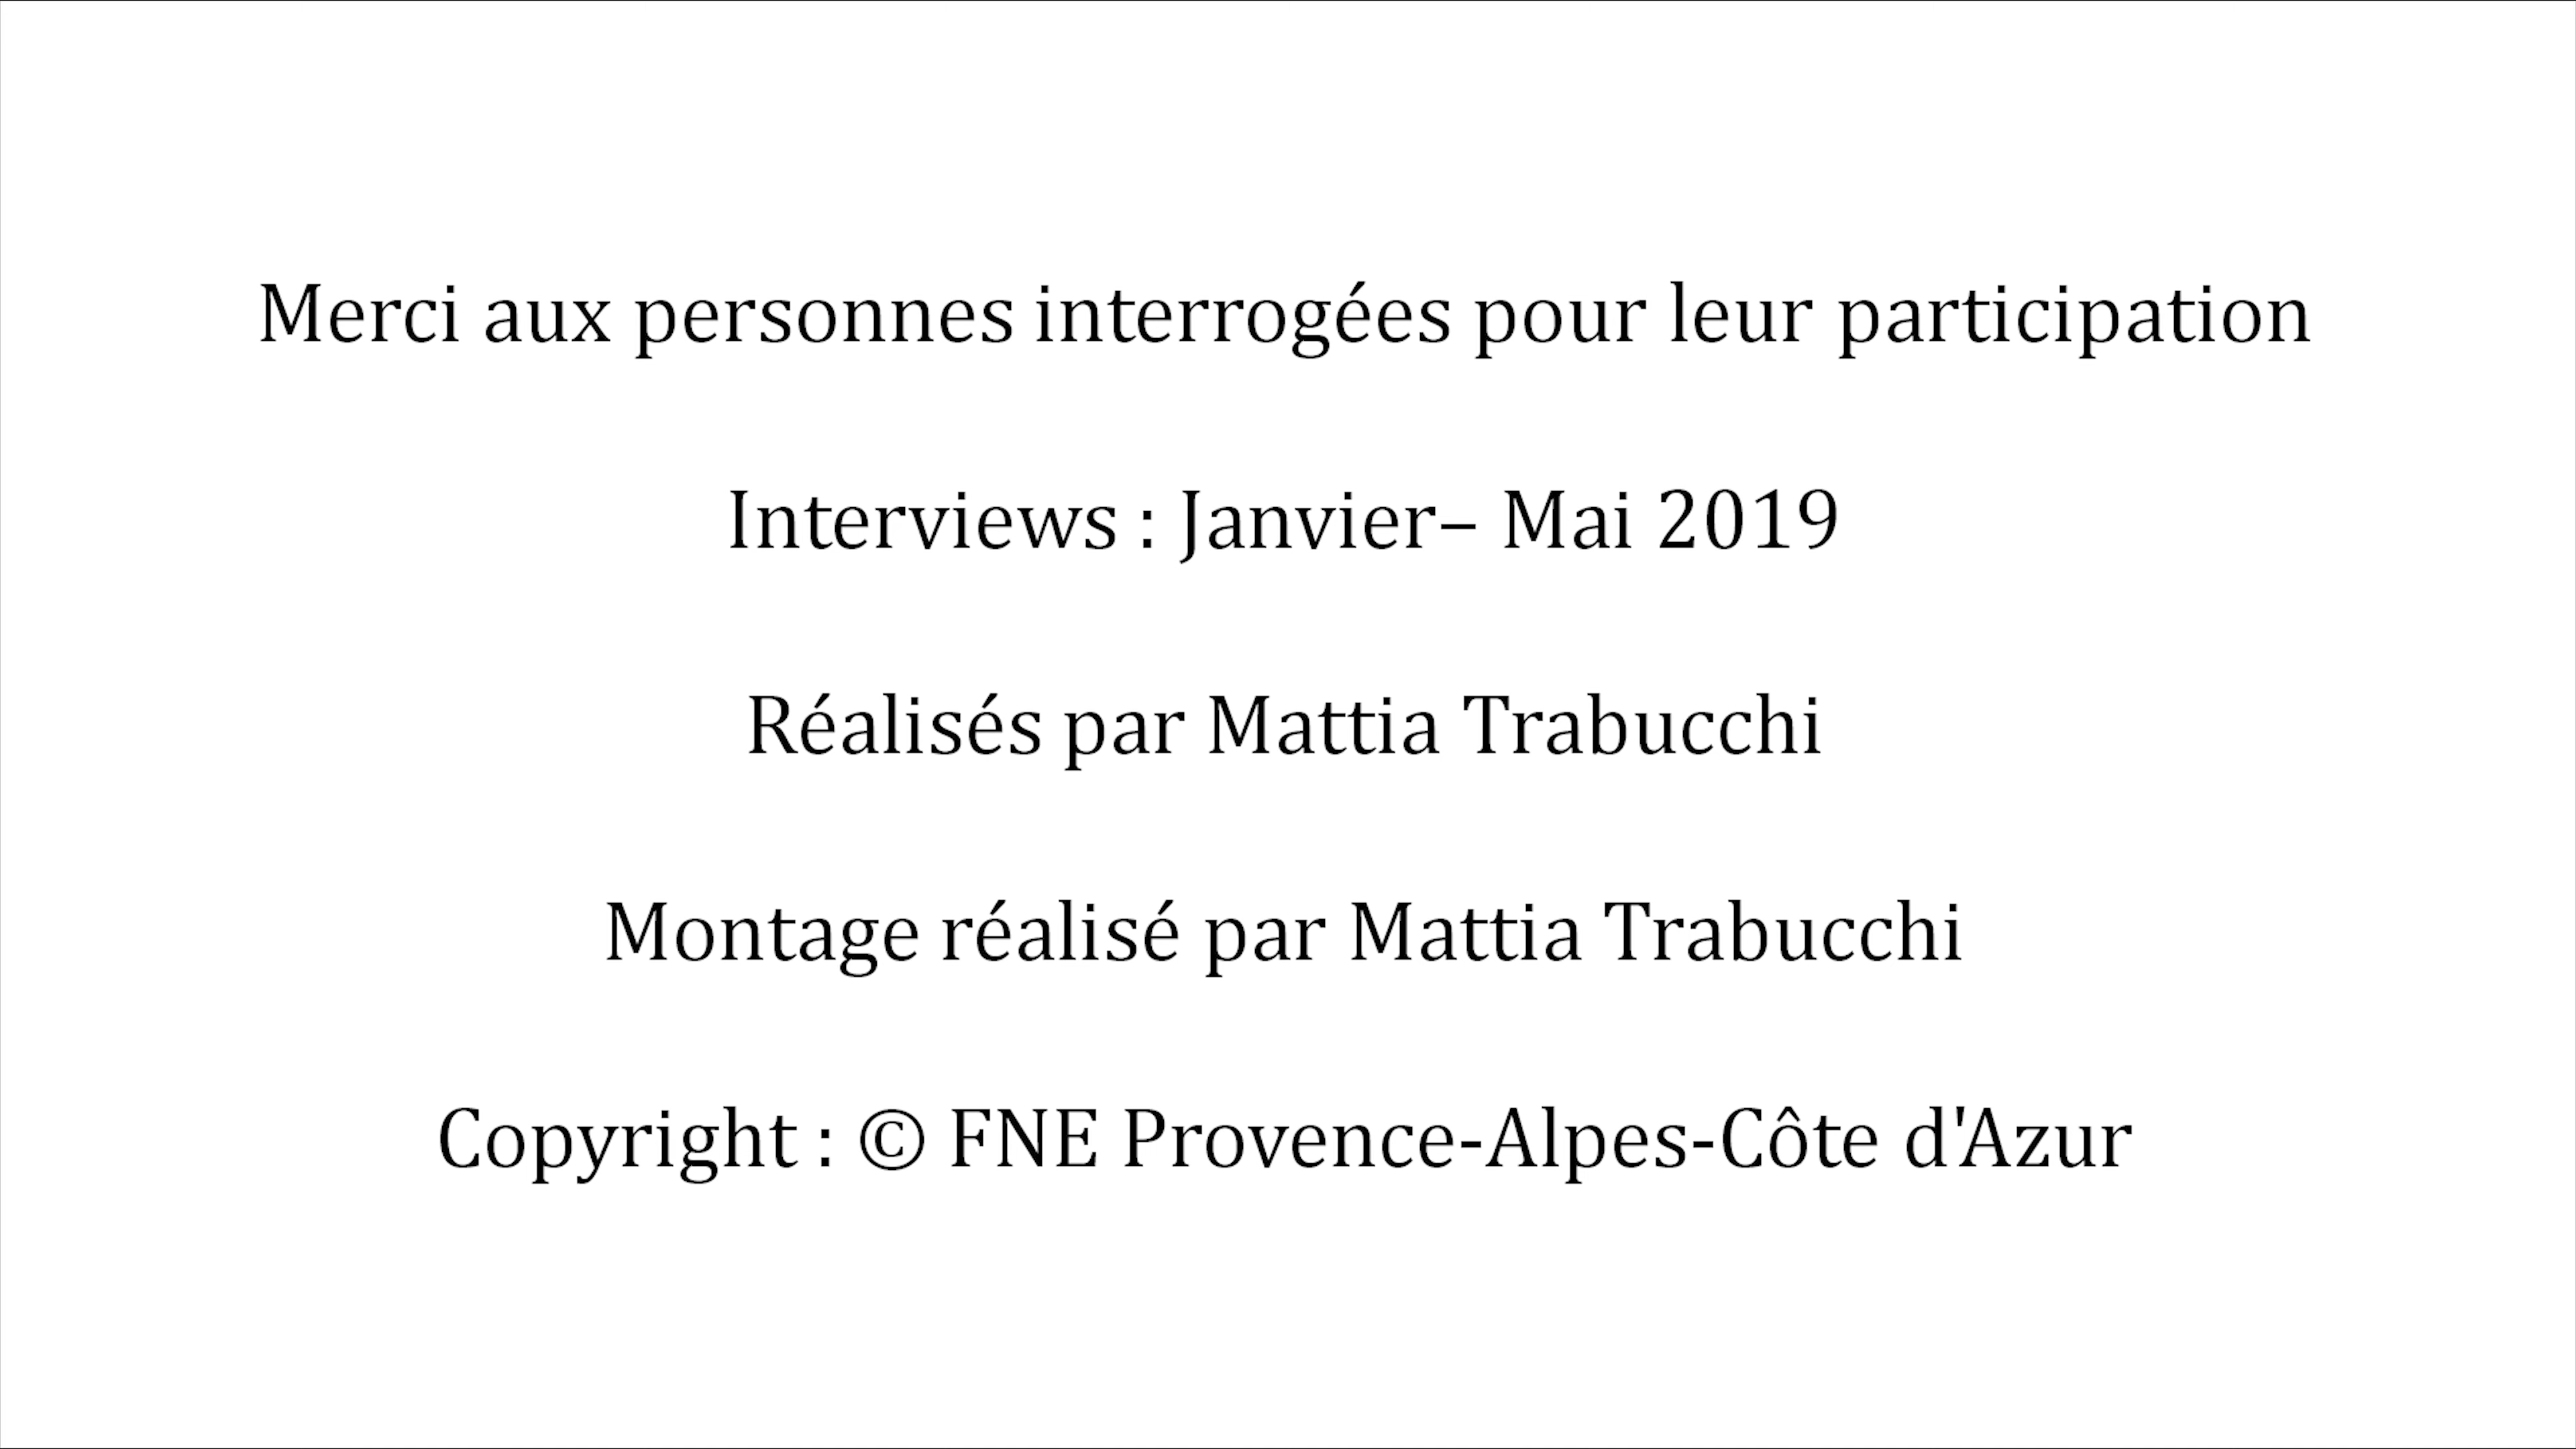 Merci aux personnes interrogées pour leur participation
Interviews : Janvier– Mai 2019
Réalisés par Mattia Trabucchi
Montage réalisé par Mattia Trabucchi
Copyright : © FNE Provence-Alpes-Côte d'Azur